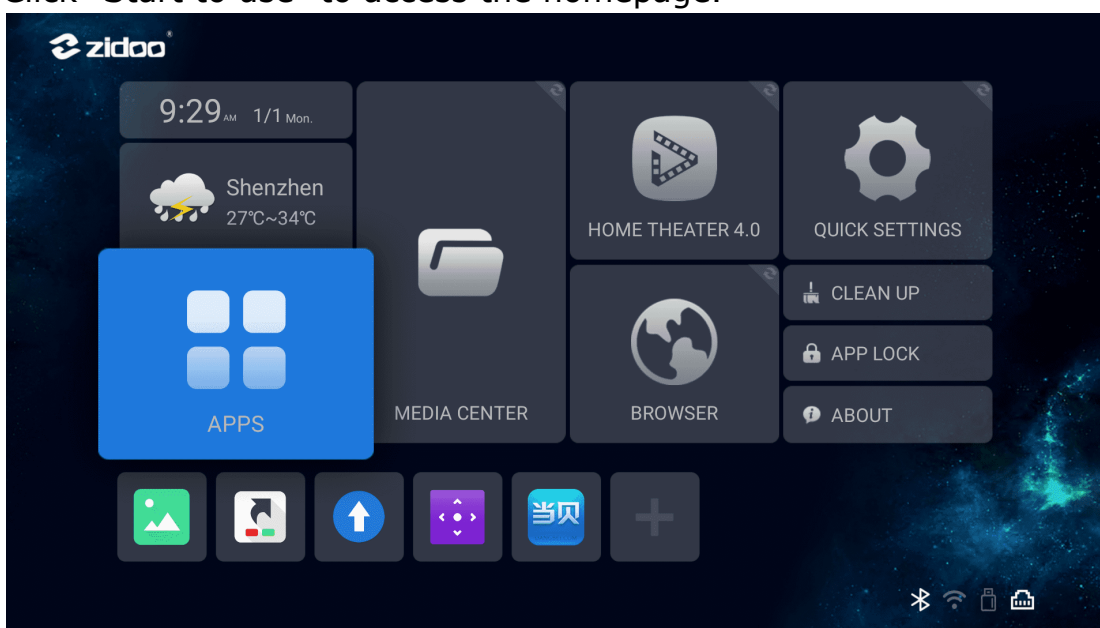 Click "Start to use" to access the homepage.
zidoo
9:29 AM 1/1 Mon.
Shenzhen
27℃~34℃
APPS
MEDIA CENTER
HOME THEATER 4.0
BROWSER
QUICK SETTINGS
CLEAN UP
APP LOCK
ABOUT
当贝